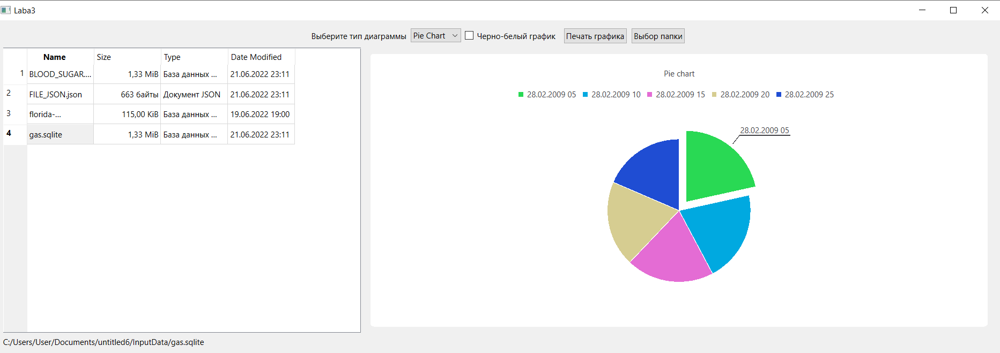 Laba3
Выберите тип диаграммы Pie Chart Черно-белый график Печать графика Выбор папки
Name Size Type Date Modified
1 BLOOD_SUGAR.... 1,33 MiB База данных ... 21.06.2022 23:11
2 FILE_JSON.json 663 байты Документ JSON 21.06.2022 23:11
3 florida-... 115,00 KiB База данных ... 19.06.2022 19:00
4 gas.sqlite 1,33 MiB База данных ... 21.06.2022 23:11
Pie chart
28.02.2009 05 28.02.2009 10 28.02.2009 15 28.02.2009 20 28.02.2009 25
28.02.2009 05
C:/Users/User/Documents/untitled6/InputData/gas.sqlite